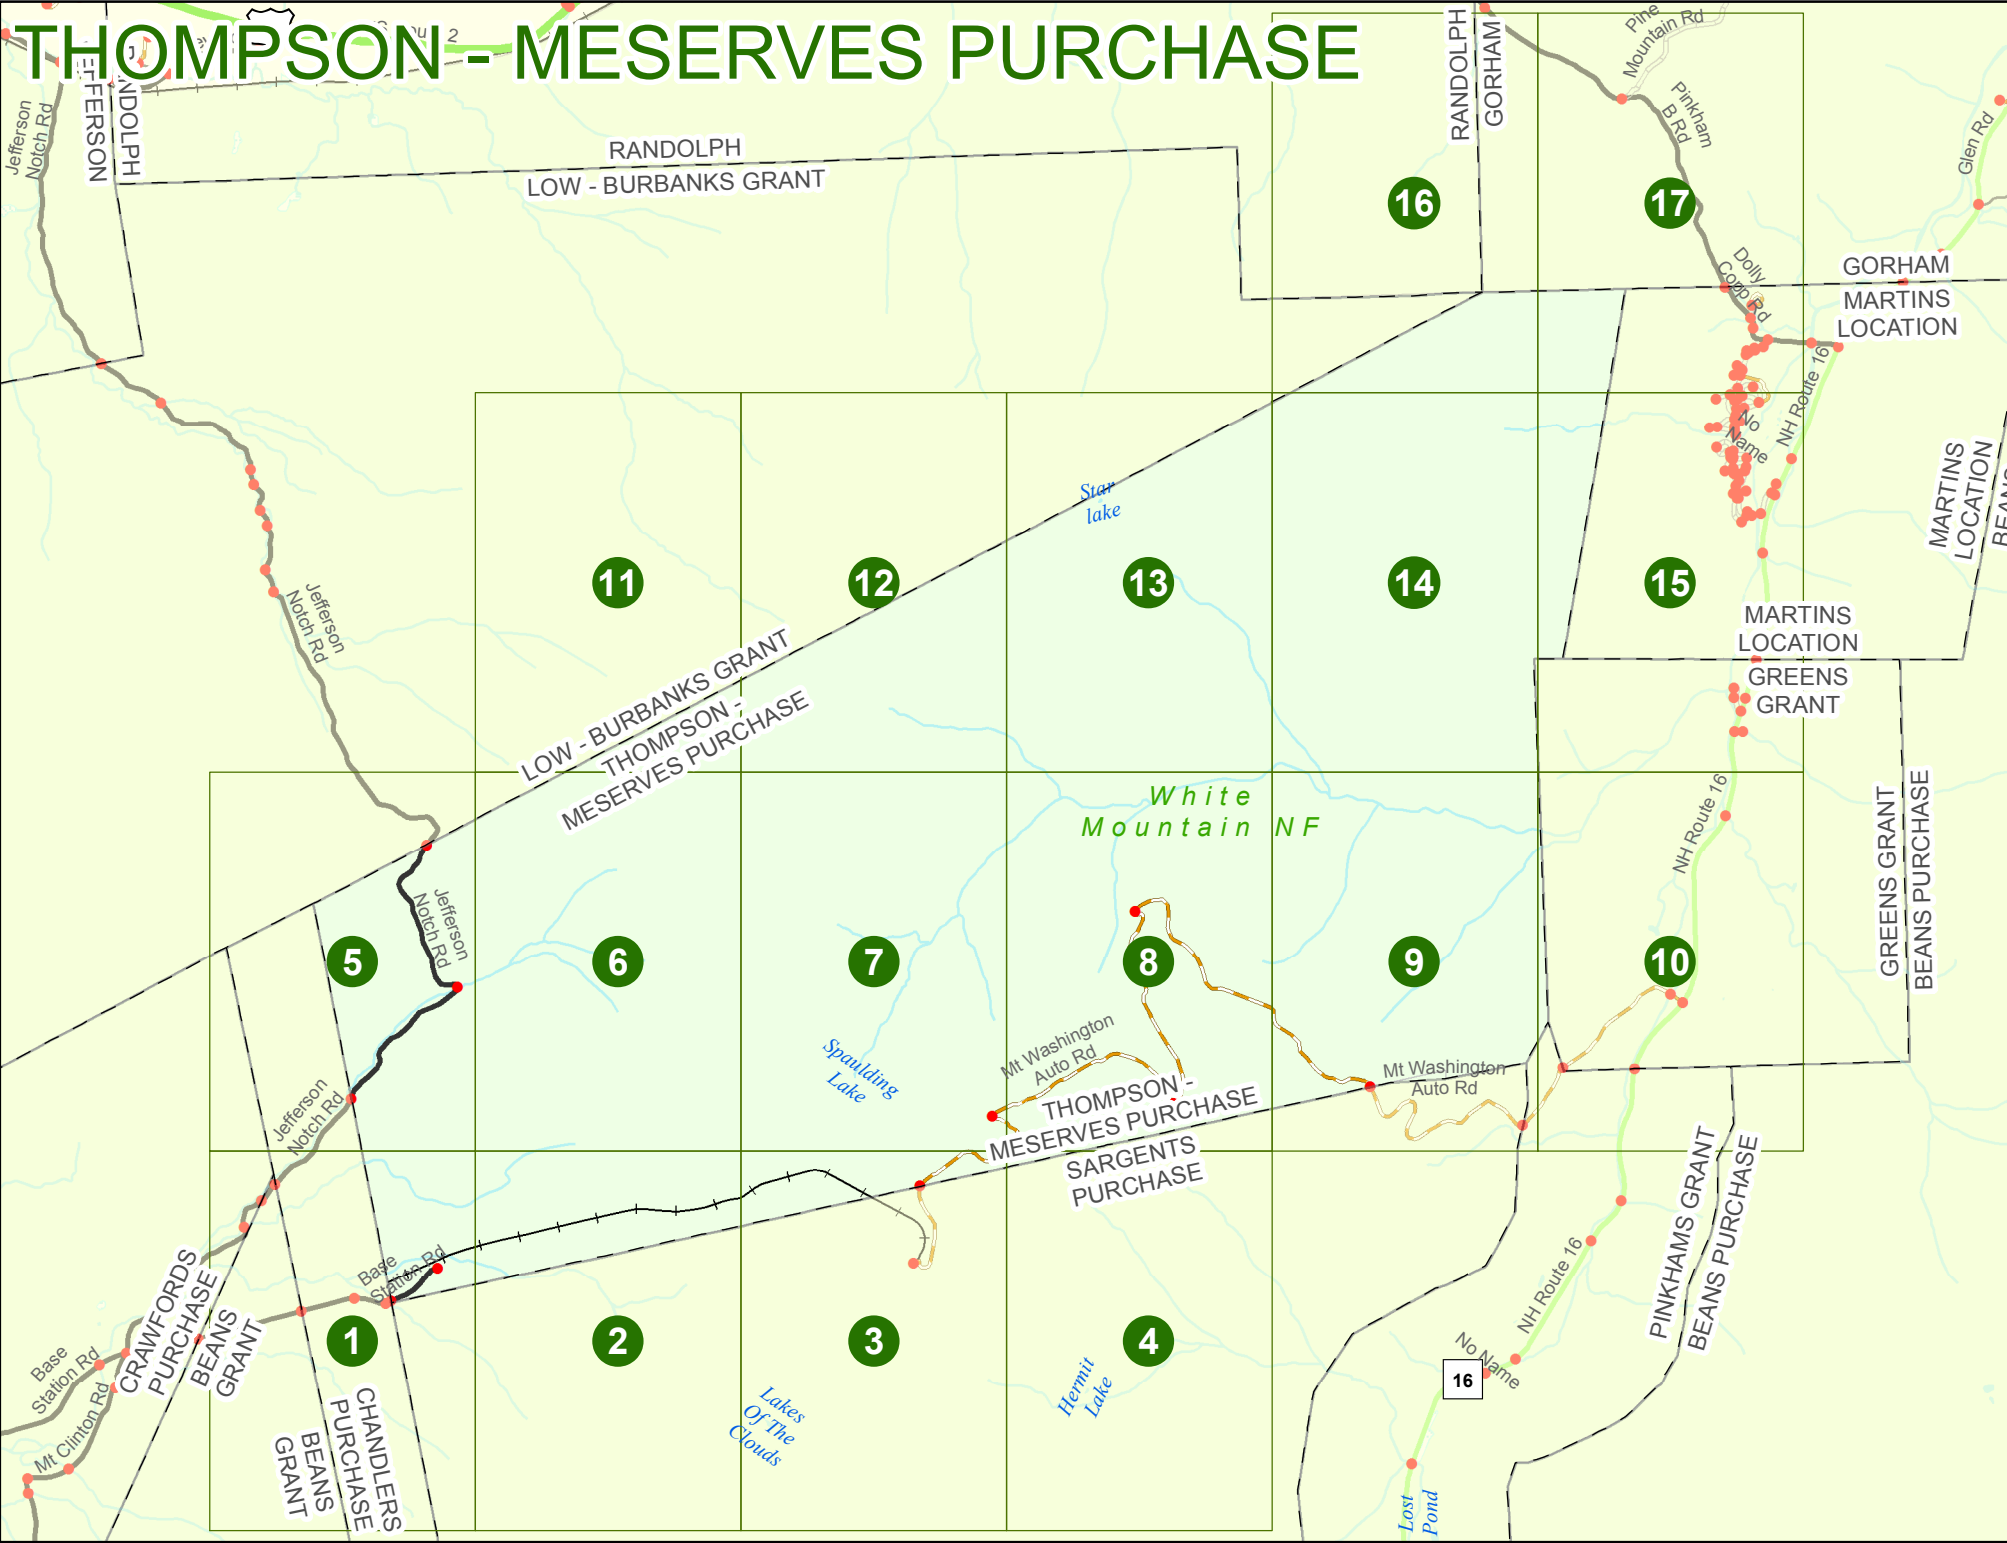 THOMPSON - MESERVES PURCHASE
2
JEFFERSON
RANDOLPH
Jefferson
Notch Rd
RANDOLPH
LOW - BURBANKS GRANT
RANDOLPH
GORHAM
Pine
Mountain Rd
Pinkham
B Rd
Glen Rd
16
17
Dolly
Copp Rd
GORHAM
MARTINS
LOCATION
NH Route 16
No
Name
MARTINS
LOCATION
Star
lake
11
12
13
14
15
Jefferson
Notch Rd
MARTINS
LOCATION
GREENS
GRANT
LOW - BURBANKS GRANT
THOMPSON -
MESERVES PURCHASE
White
Mountain NF
NH Route 16
GREENS GRANT
BEANS PURCHASE
Jefferson
Notch Rd
5
6
7
8
9
10
Spaulding
Lake
Mt Washington
Auto Rd
Mt Washington
Auto Rd
THOMPSON -
MESERVES PURCHASE
SARGENTS
PURCHASE
Jefferson
Notch Rd
PINKHAMS GRANT
BEANS PURCHASE
NH Route 16
Base
Station Rd
CRAWFORDS
PURCHASE
BEANS
GRANT
1
2
3
4
Base
Station Rd
Mt Clinton Rd
No Name
16
Hermit
Lake
Lakes
Of The
Clouds
CHANDLERS
PURCHASE
BEANS
GRANT
Lost
Pond